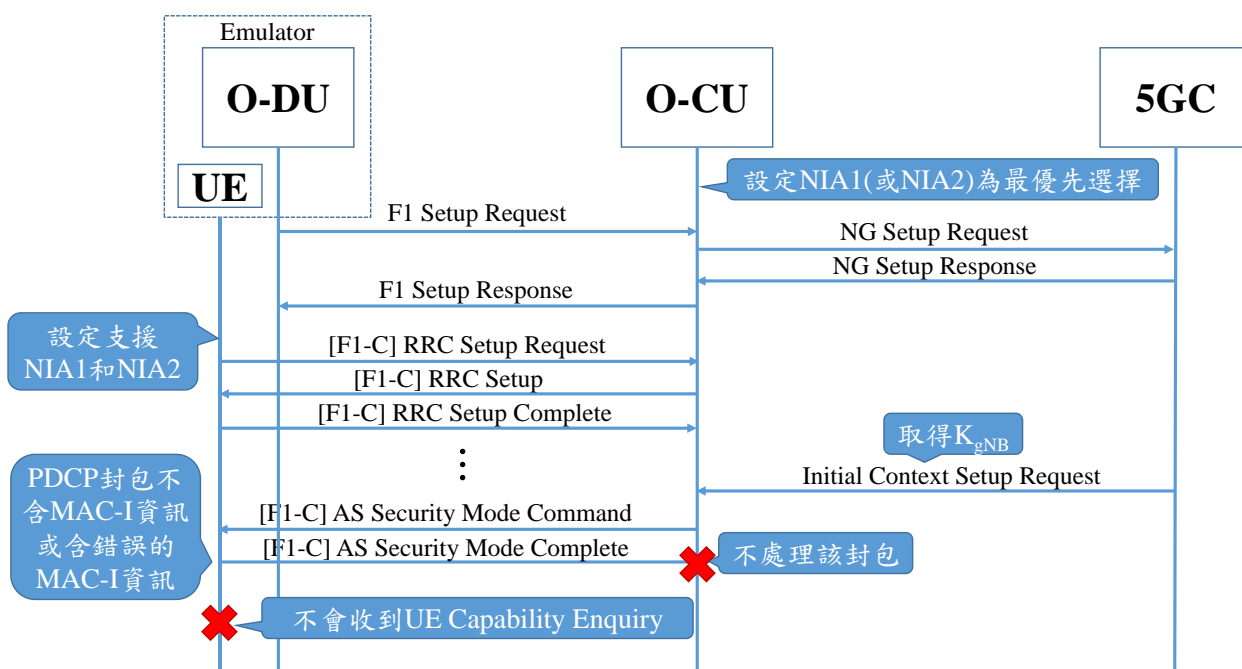 Emulator
O-DU
O-CU
5GC
UE
設定NIA1(或NIA2)為最優先選擇
F1 Setup Request
NG Setup Request
NG Setup Response
F1 Setup Response
設定支援
NIA1和NIA2
[F1-C] RRC Setup Request
[F1-C] RRC Setup
[F1-C] RRC Setup Complete
取得KgNB
Initial Context Setup Request
PDCP封包不
含MAC-I資訊
或含錯誤的
MAC-I資訊
[F1-C] AS Security Mode Command
[F1-C] AS Security Mode Complete
不處理該封包
不會收到UE Capability Enquiry